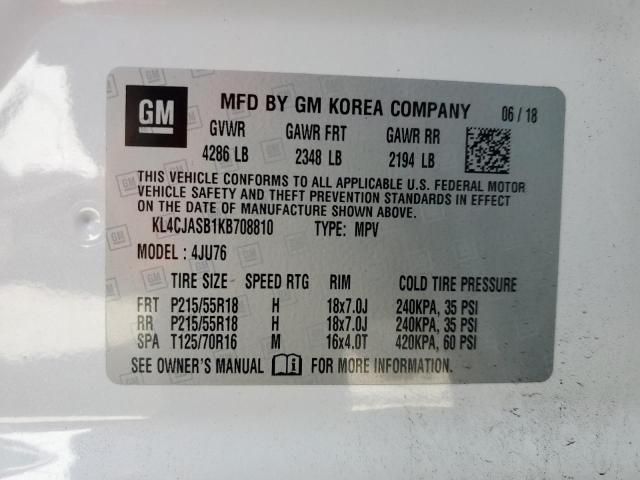 GM MFD BY GM KOREA COMPANY 06 / 18
GVWR GAWR FRT GAWR RR
4286 LB 2348 LB 2194 LB
THIS VEHICLE CONFORMS TO ALL APPLICABLE U.S. FEDERAL MOTOR
VEHICLE SAFETY AND THEFT PREVENTION STANDARDS IN EFFECT
ON THE DATE OF MANUFACTURE SHOWN ABOVE.
KL4CJASB1KB708810 TYPE: MPV
MODEL : 4JU76
TIRE SIZE SPEED RTG RIM COLD TIRE PRESSURE
FRT P215/55R18 H 18x7.0J 240KPA, 35 PSI
RR P215/55R18 H 18x7.0J 240KPA, 35 PSI
SPA T125/70R16 M 16x4.0T 420KPA, 60 PSI
SEE OWNER'S MANUAL i FOR MORE INFORMATION.